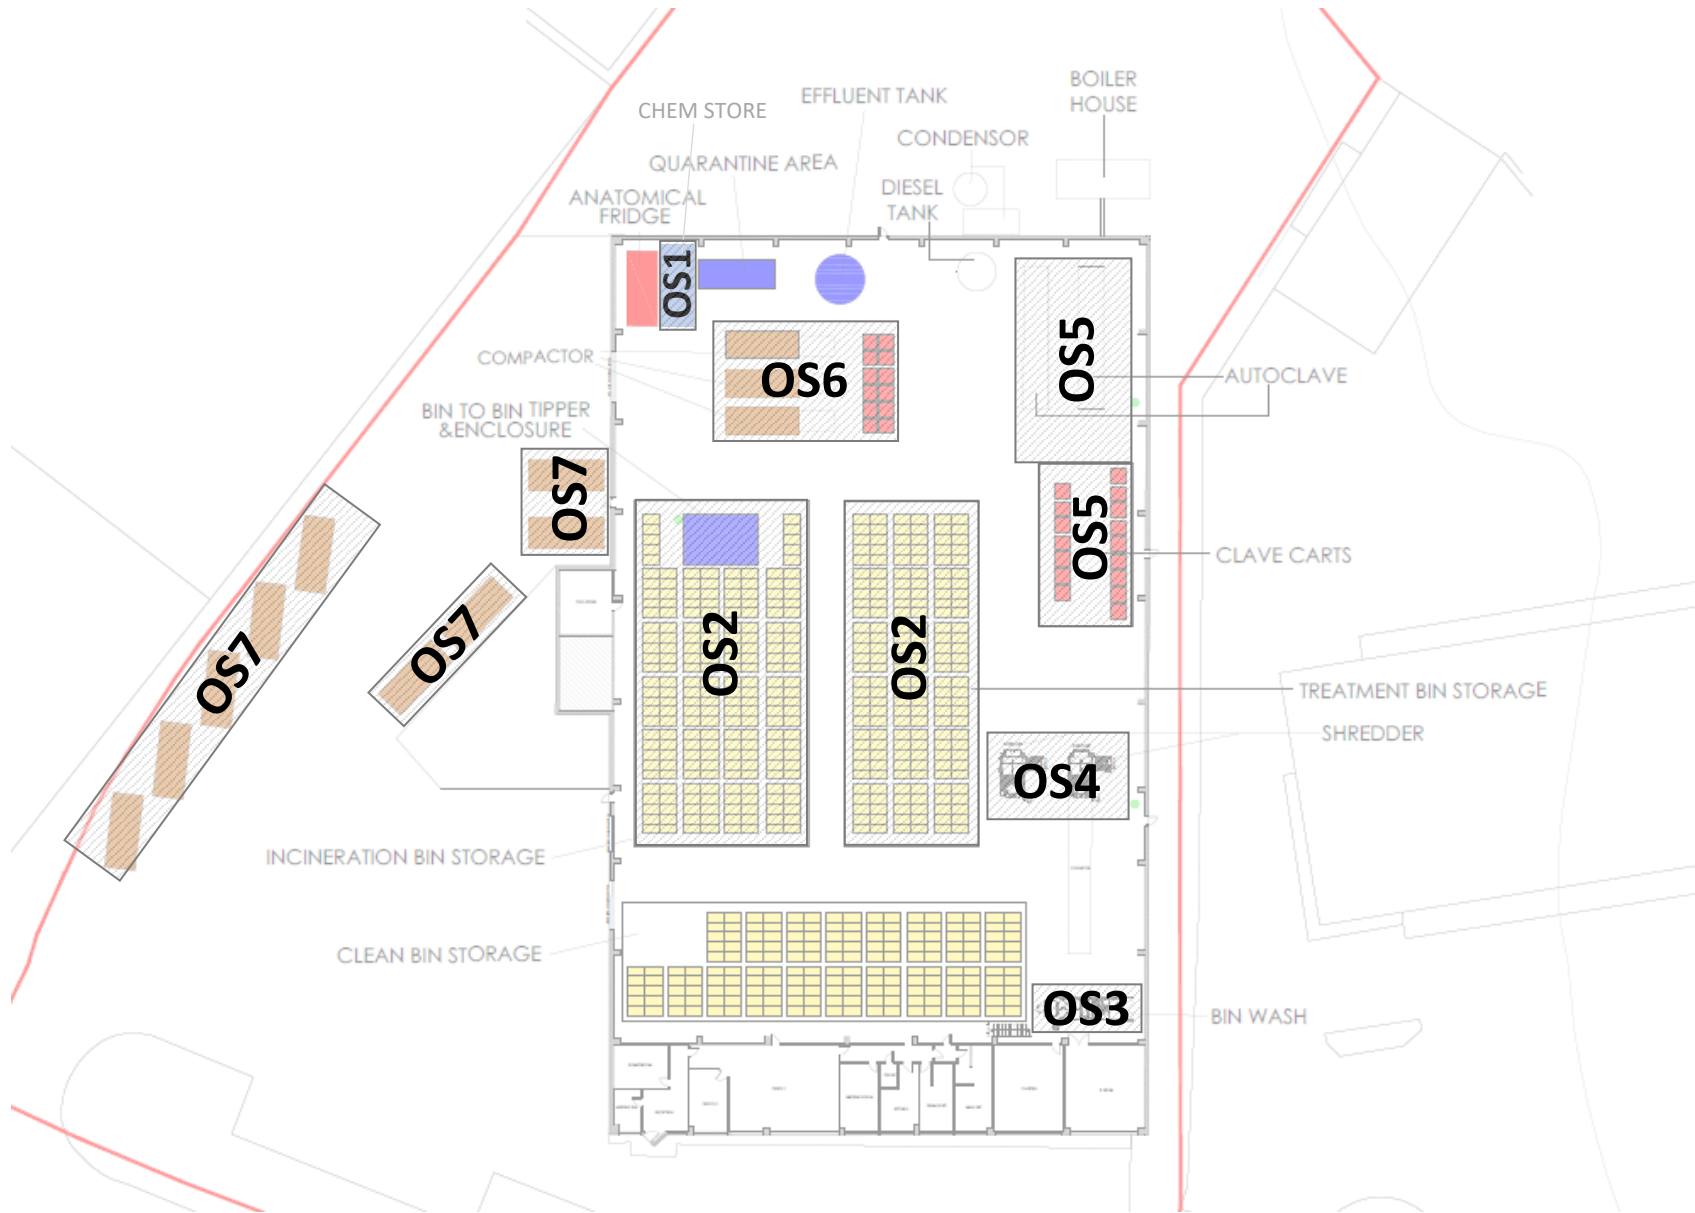 BOILER
HOUSE
EFFLUENT TANK
CHEM STORE
CONDENSOR
QUARANTINE AREA
DIESEL
TANK
ANATOMICAL
FRIDGE
OS1
OS5
COMPACTOR
OS6
AUTOCLAVE
BIN TO BIN TIPPER
&ENCLOSURE
OS7
OS5
CLAVE CARTS
OS7
OS7
OS2
OS2
TREATMENT BIN STORAGE
SHREDDER
OS4
INCINERATION BIN STORAGE
CLEAN BIN STORAGE
OS3
BIN WASH